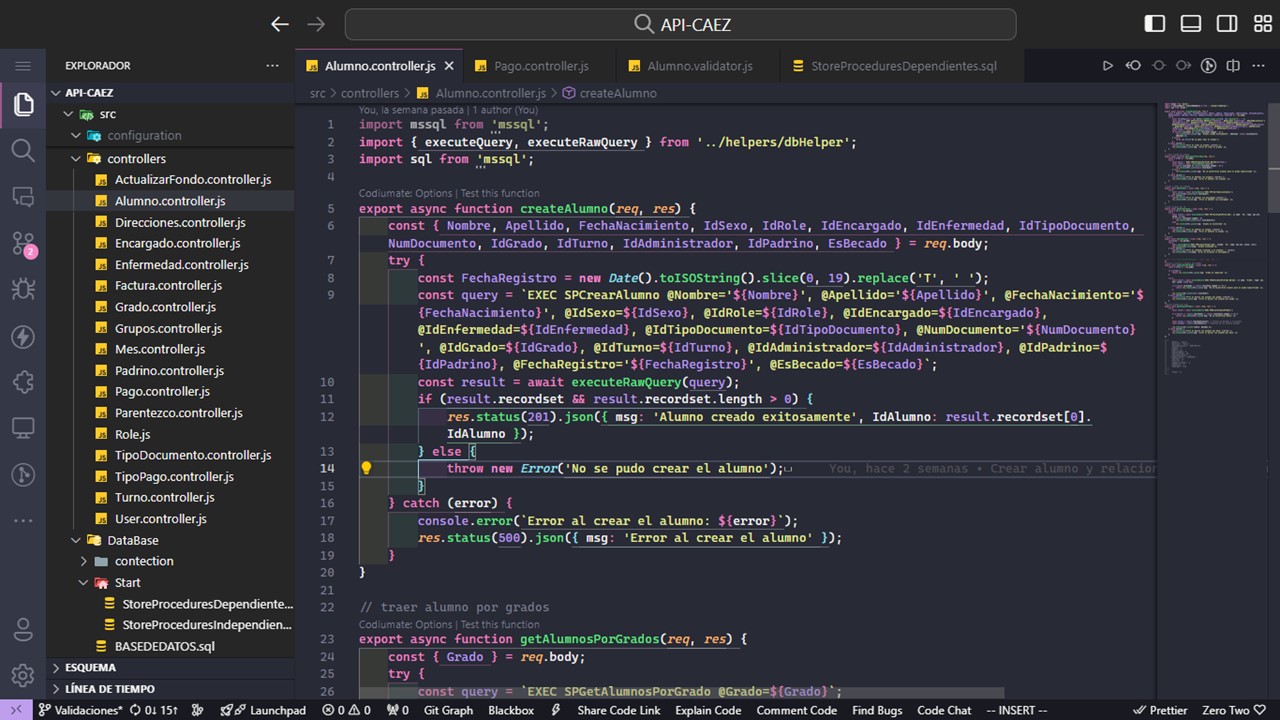 API-CAEZ
EXPLORADOR
Alumno.controller.js
Pago.controller.js
Alumno.validator.js
StoreProceduresDependientes.sql
API-CAEZ
src
configuration
controllers
ActualizarFondo.controller.js
Alumno.controller.js
Direcciones.controller.js
Encargado.controller.js
Enfermedad.controller.js
Factura.controller.js
Grado.controller.js
Grupos.controller.js
Mes.controller.js
Padrino.controller.js
Pago.controller.js
Parentezco.controller.js
Role.js
TipoDocumento.controller.js
TipoPago.controller.js
Turno.controller.js
User.controller.js
DataBase
contection
Start
StoreProceduresDependiente...
StoreProceduresIndependien...
BASEDEDATOS.sql
ESQUEMA
LÍNEA DE TIEMPO
2
src > controllers > Alumno.controller.js > createAlumno
You, la semana pasada | 1 author (You)
1 import mssql from 'mssql';
2 import { execute teRawQuery } from '../helpers/dbHelper';
3 import sql from 'mssql';
4
Codiumate: Options | Test this function
5 export async function createAlumno(req, res) {
6 const { Nombre, Apellido, FechaNacimiento, IdSexo, IdRole, IdEncargado, IdEnfermedad, IdTipoDocumento,
NumDocumento, IdGrado, IdTurno, IdAdministrador, IdPadrino, EsBecado } = req.body;
7 try {
8 const FechaRegistro = new Date().toISOString().slice(0, 19).replace('T', ' ');
9 const query = `EXEC SPCrearAlumno @Nombre='${Nombre}', @Apellido='${Apellido}', @FechaNacimiento='$
{FechaNacimiento}', @IdSexo=${IdSexo}, @IdRole=${IdRole}, @IdEncargado=${IdEncargado},
@IdEnfermedad=${IdEnfermedad}, @IdTipoDocumento=${IdTipoDocumento}, @NumDocumento='${NumDocumento}
', @IdGrado=${IdGrado}, @IdTurno=${IdTurno}, @IdAdministrador=${IdAdministrador}, @IdPadrino=$
{IdPadrino}, @FechaRegistro='${FechaRegistro}', @EsBecado=${EsBecado}`;
10 const result = await executeRawQuery(query);
11 if (result.recordset && result.recordset.length > 0) {
12 res.status(201).json({ msg: 'Alumno creado exitosamente', IdAlumno: result.recordset[0].
IdAlumno });
13 } else {
14 throw new Error('No se pudo crear el alumno'); You, hace 2 semanas • Crear alumno y relacion
15 }
16 } catch (error) {
17 console.error(`Error al crear el alumno: ${error}`);
18 res.status(500).json({ msg: 'Error al crear el alumno' });
19 }
20 }
21
22 // traer alumno por grados
Codiumate: Options | Test this function
23 export async function getAlumnosPorGrados(req, res) {
24 const { Grado } = req.body;
25 try {
26 const query = `EXEC SPGetAlumnosPorGrado @Grado=${Grado}`;
Validaciones* 0↓ 15↑ Launchpad 0 0 0 Git Graph Blackbox Share Code Link Explain Code Comment Code Find Bugs Code Chat -- INSERT -- Prettier Zero Two ♡